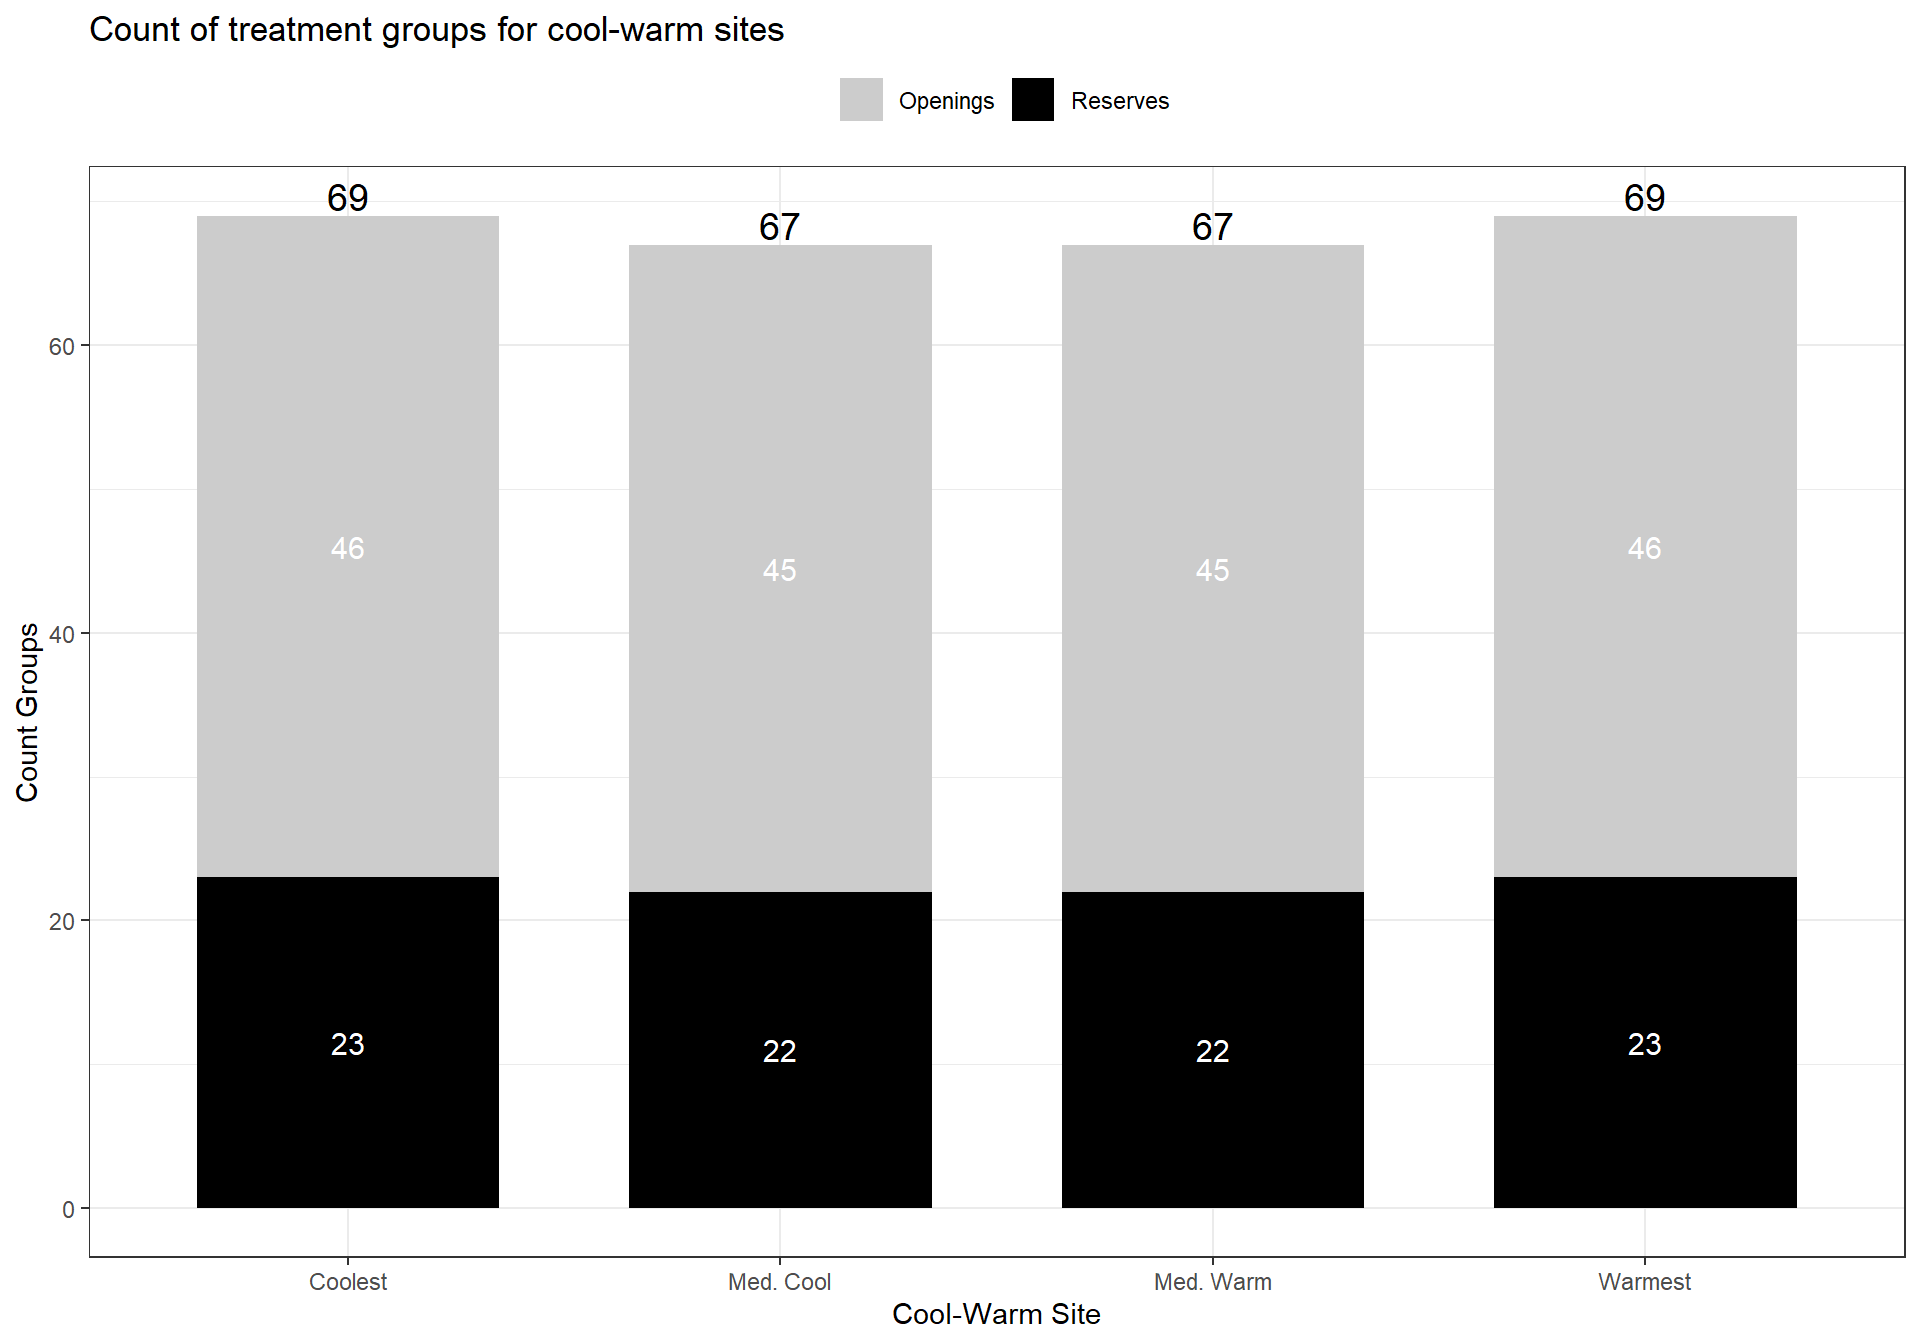 Count of treatment groups for cool-warm sites
Openings Reserves
69 67 67 69
60
46 45 45 46
40
Count Groups
20
23 22 22 23
0
Coolest Med. Cool Med. Warm Warmest
Cool-Warm Site